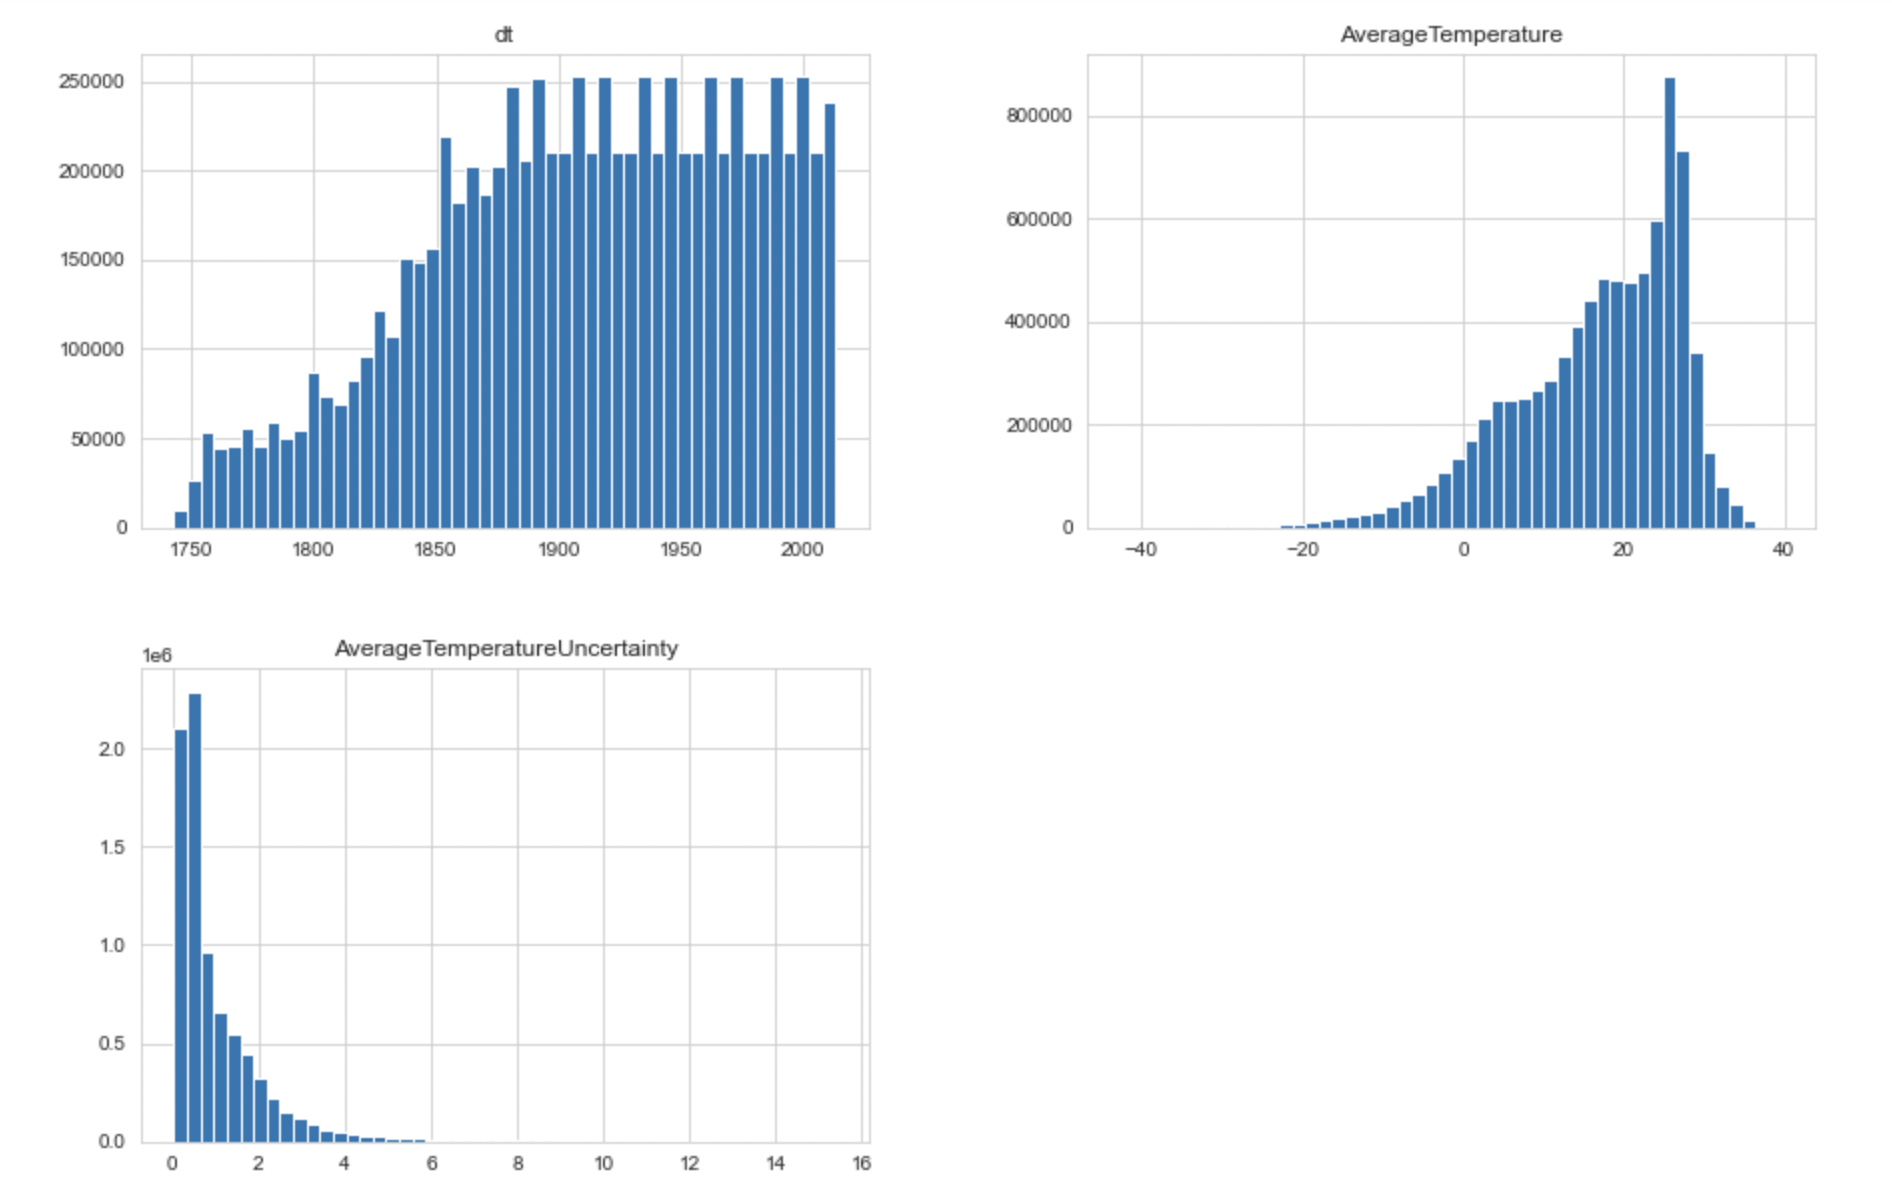 dt
250000
200000
150000
100000
50000
0
1750 1800 1850 1900 1950 2000
AverageTemperature
800000
600000
400000
200000
0
−40 −20 0 20 40
AverageTemperatureUncertainty
1e6
2.0
1.5
1.0
0.5
0.0
0 2 4 6 8 10 12 14 16